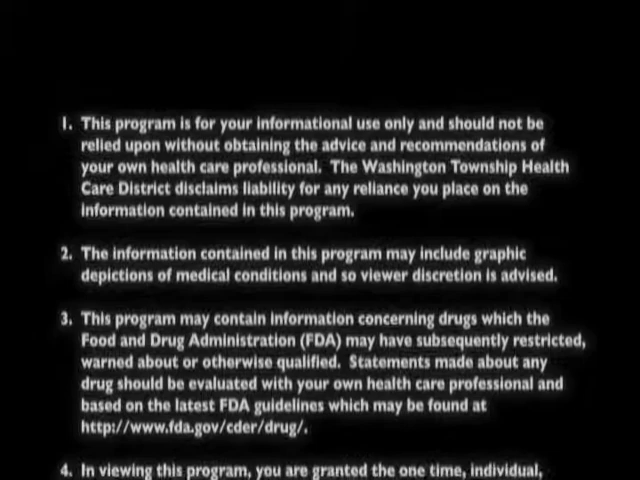 1. This program is for your informational use only and should not be
relied upon without obtaining the advice and recommendations of
your own health care professional. The Washington Township Health
Care District disclaims liability for any reliance you place on the
information contained in this program.
2. The information contained in this program may include graphic
depictions of medical conditions and so viewer discretion is advised.
3. This program may contain information concerning drugs which the
Food and Drug Administration (FDA) may have subsequently restricted,
warned about or otherwise qualified. Statements made about any
drug should be evaluated with your own health care professional and
based on the latest FDA guidelines which may be found at
http://www.fda.gov/cder/drug/.
4. In viewing this program, you are granted the one time, individual,